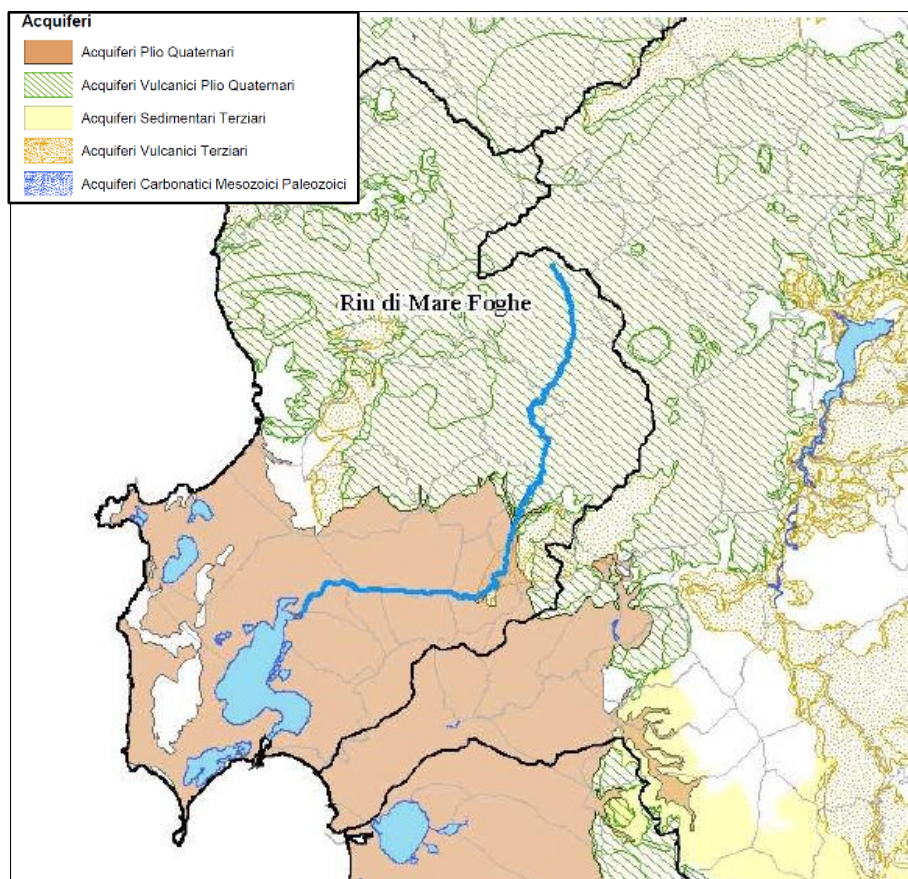 Acquiferi
Acquiferi Plio Quaternari
Acquiferi Vulcanici Plio Quaternari
Acquiferi Sedimentari Terziari
Acquiferi Vulcanici Terziari
Acquiferi Carbonatici Mesozoici Paleozoici
Riu di Mare Foghe